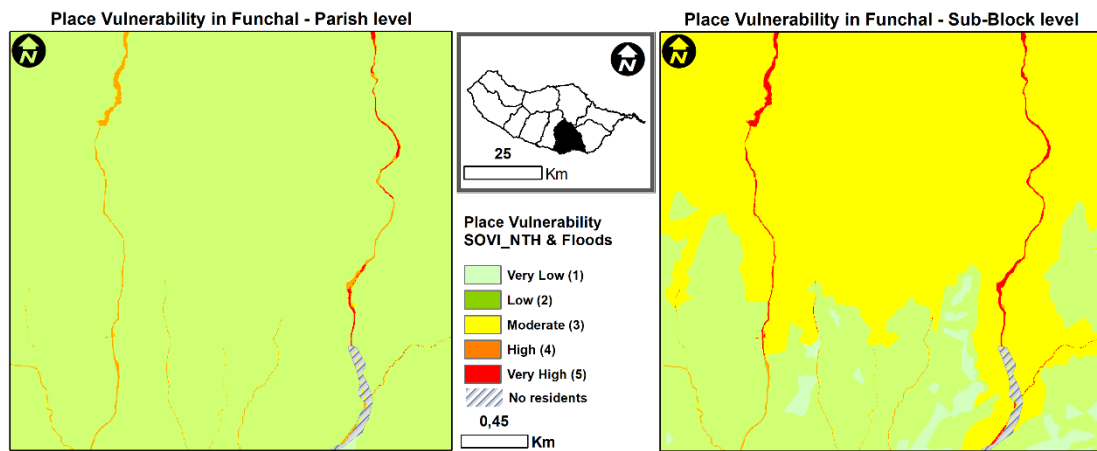 Place Vulnerability in Funchal - Parish level
N
N
25
Km
Place Vulnerability
SOVI_NTH & Floods
Very Low (1)
Low (2)
Moderate (3)
High (4)
Very High (5)
No residents
0,45
Km
Place Vulnerability in Funchal - Sub-Block level
N